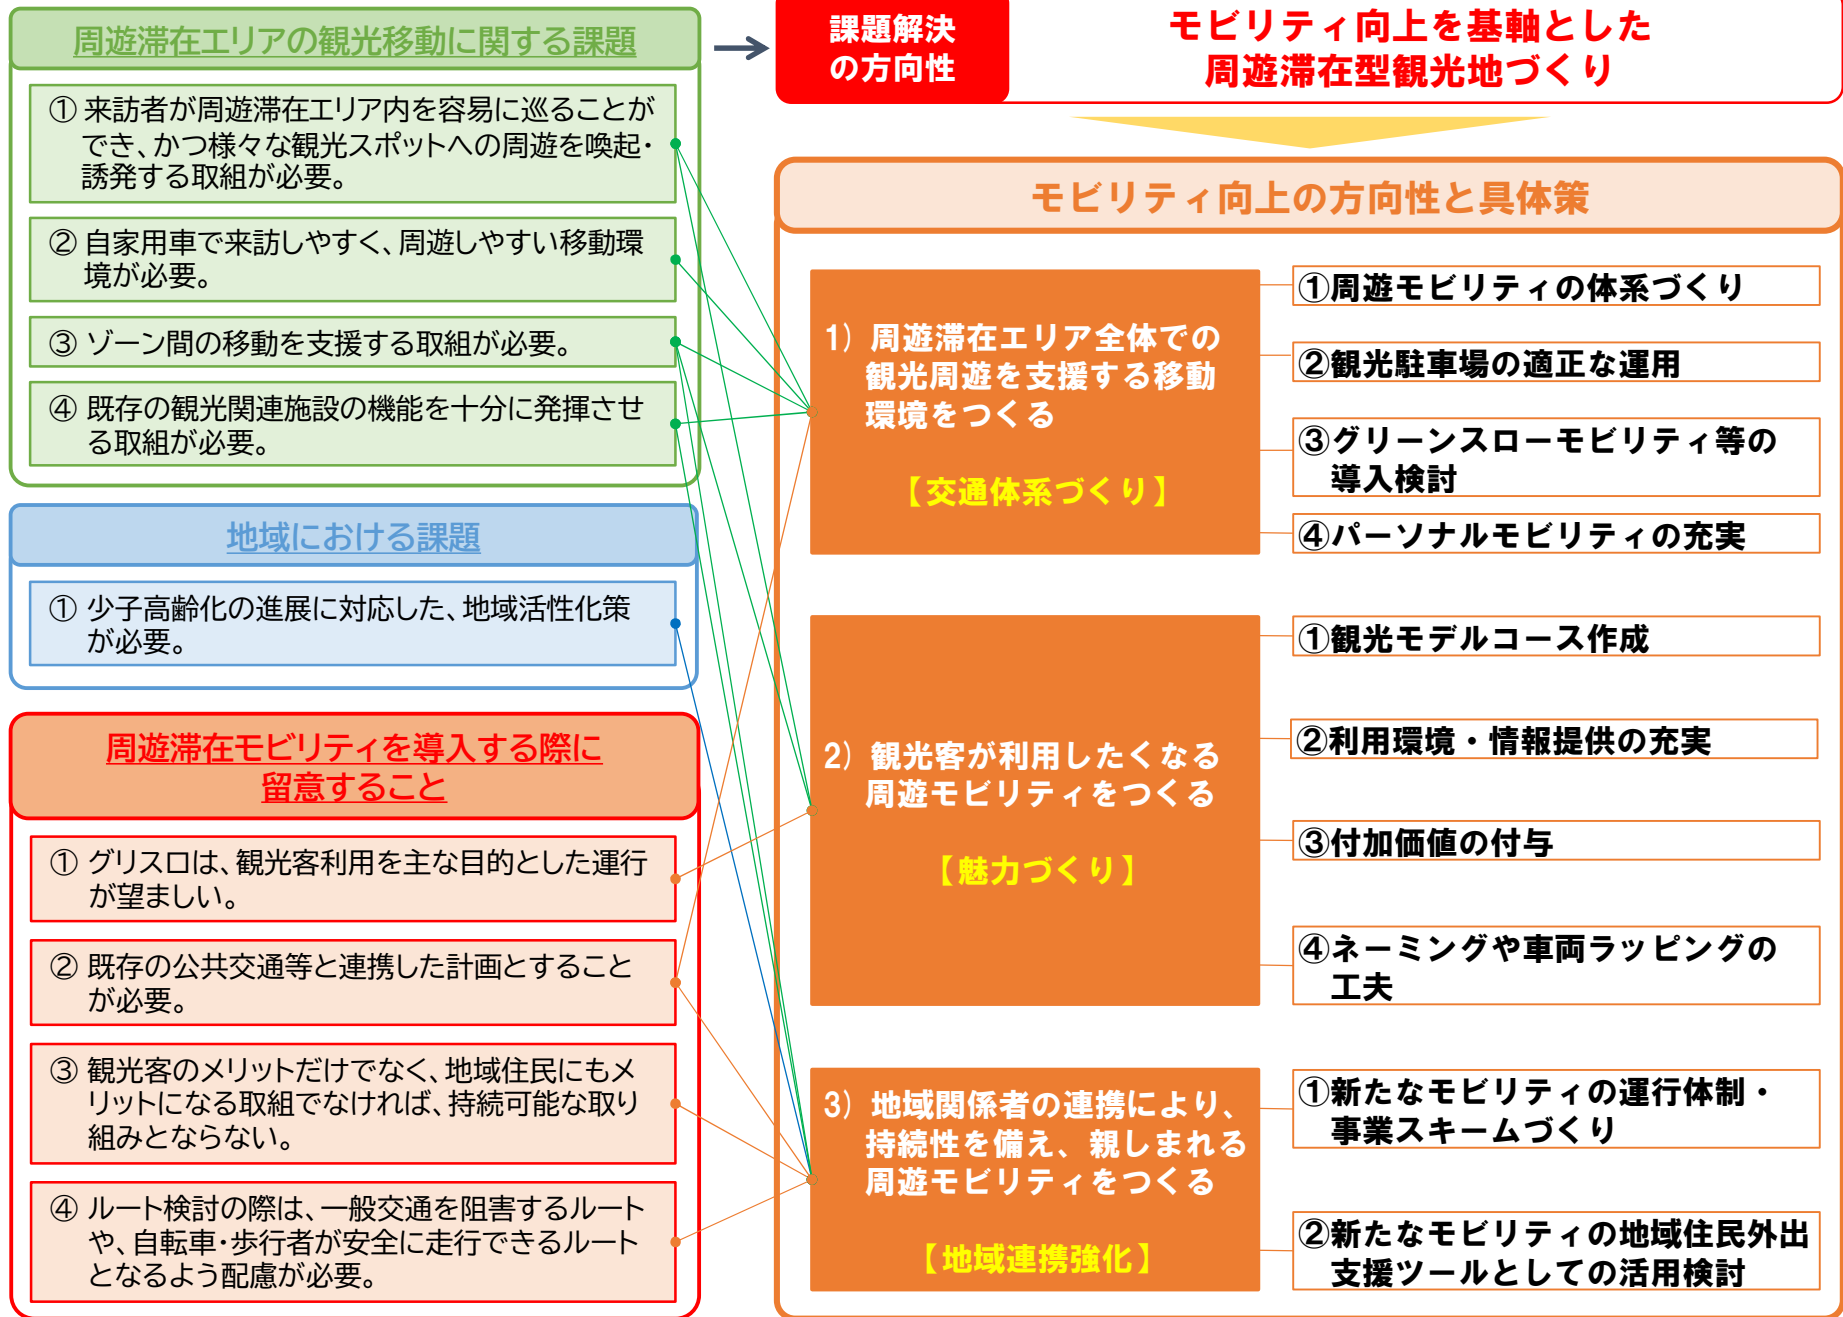 周遊滞在エリアの観光移動に関する課題
① 来訪者が周遊滞在エリア内を容易に巡ることが
でき、かつ様々な観光スポットへの周遊を喚起・
誘発する取組が必要。
② 自家用車で来訪しやすく、周遊しやすい移動環
境が必要。
③ ゾーン間の移動を支援する取組が必要。
④ 既存の観光関連施設の機能を十分に発揮させ
る取組が必要。
地域における課題
① 少子高齢化の進展に対応した、地域活性化策
が必要。
周遊滞在モビリティを導入する際に
留意すること
① グリスロは、観光客利用を主な目的とした運行
が望ましい。
② 既存の公共交通等と連携した計画とすること
が必要。
③ 観光客のメリットだけでなく、地域住民にもメ
リットになる取組でなければ、持続可能な取り
組みとならない。
④ ルート検討の際は、一般交通を阻害するルート
や、自転車・歩行者が安全に走行できるルート
となるよう配慮が必要。
課題解決
の方向性
モビリティ向上を基軸とした
周遊滞在型観光地づくり
モビリティ向上の方向性と具体策
1）周遊滞在エリア全体での
観光周遊を支援する移動
環境をつくる
【交通体系づくり】
①周遊モビリティの体系づくり
②観光駐車場の適正な運用
③グリーンスローモビリティ等の
導入検討
④パーソナルモビリティの充実
2）観光客が利用したくなる
周遊モビリティをつくる
【魅力づくり】
①観光モデルコース作成
②利用環境・情報提供の充実
③付加価値の付与
④ネーミングや車両ラッピングの
工夫
3）地域関係者の連携により、
持続性を備え、親しまれる
周遊モビリティをつくる
【地域連携強化】
①新たなモビリティの運行体制・
事業スキームづくり
②新たなモビリティの地域住民外出
支援ツールとしての活用検討